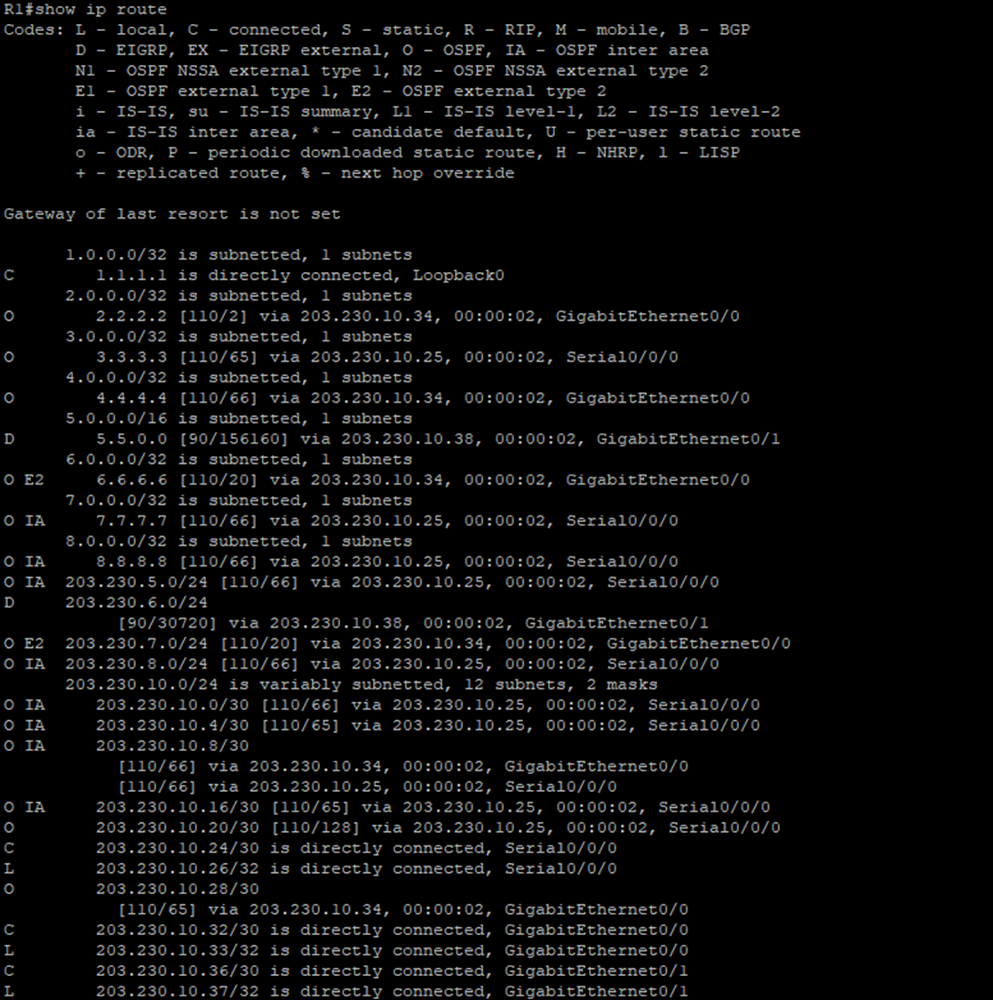 R1#show ip route
Codes: L - local, C - connected, S - static, R - RIP, M - mobile, B - BGP
       D - EIGRP, EX - EIGRP external, O - OSPF, IA - OSPF inter area
       N1 - OSPF NSSA external type 1, N2 - OSPF NSSA external type 2
       E1 - OSPF external type 1, E2 - OSPF external type 2
       i - IS-IS, su - IS-IS summary, L1 - IS-IS level-1, L2 - IS-IS level-2
       ia - IS-IS inter area, * - candidate default, U - per-user static route
       o - ODR, P - periodic downloaded static route, H - NHRP, l - LISP
       + - replicated route, % - next hop override
Gateway of last resort is not set
      1.0.0.0/32 is subnetted, 1 subnets
C        1.1.1.1 is directly connected, Loopback0
      2.0.0.0/32 is subnetted, 1 subnets
O        2.2.2.2 [110/2] via 203.230.10.34, 00:00:02, GigabitEthernet0/0
      3.0.0.0/32 is subnetted, 1 subnets
O        3.3.3.3 [110/65] via 203.230.10.25, 00:00:02, Serial0/0/0
      4.0.0.0/32 is subnetted, 1 subnets
O        4.4.4.4 [110/66] via 203.230.10.34, 00:00:02, GigabitEthernet0/0
      5.0.0.0/16 is subnetted, 1 subnets
D        5.5.0.0 [90/156160] via 203.230.10.38, 00:00:02, GigabitEthernet0/1
      6.0.0.0/32 is subnetted, 1 subnets
O E2     6.6.6.6 [110/20] via 203.230.10.34, 00:00:02, GigabitEthernet0/0
      7.0.0.0/32 is subnetted, 1 subnets
O IA     7.7.7.7 [110/66] via 203.230.10.25, 00:00:02, Serial0/0/0
      8.0.0.0/32 is subnetted, 1 subnets
O IA     8.8.8.8 [110/66] via 203.230.10.25, 00:00:02, Serial0/0/0
O IA  203.230.5.0/24 [110/66] via 203.230.10.25, 00:00:02, Serial0/0/0
D     203.230.6.0/24
           [90/30720] via 203.230.10.38, 00:00:02, GigabitEthernet0/1
O E2  203.230.7.0/24 [110/20] via 203.230.10.34, 00:00:02, GigabitEthernet0/0
O IA  203.230.8.0/24 [110/66] via 203.230.10.25, 00:00:02, Serial0/0/0
      203.230.10.0/24 is variably subnetted, 12 subnets, 2 masks
O IA     203.230.10.0/30 [110/66] via 203.230.10.25, 00:00:02, Serial0/0/0
O IA     203.230.10.4/30 [110/65] via 203.230.10.25, 00:00:02, Serial0/0/0
O IA     203.230.10.8/30
           [110/66] via 203.230.10.34, 00:00:02, GigabitEthernet0/0
           [110/66] via 203.230.10.25, 00:00:02, Serial0/0/0
O IA     203.230.10.16/30 [110/65] via 203.230.10.25, 00:00:02, Serial0/0/0
O        203.230.10.20/30 [110/128] via 203.230.10.25, 00:00:02, Serial0/0/0
C        203.230.10.24/30 is directly connected, Serial0/0/0
L        203.230.10.26/32 is directly connected, Serial0/0/0
O        203.230.10.28/30
           [110/65] via 203.230.10.34, 00:00:02, GigabitEthernet0/0
C        203.230.10.32/30 is directly connected, GigabitEthernet0/0
L        203.230.10.33/32 is directly connected, GigabitEthernet0/0
C        203.230.10.36/30 is directly connected, GigabitEthernet0/1
L        203.230.10.37/32 is directly connected, GigabitEthernet0/1